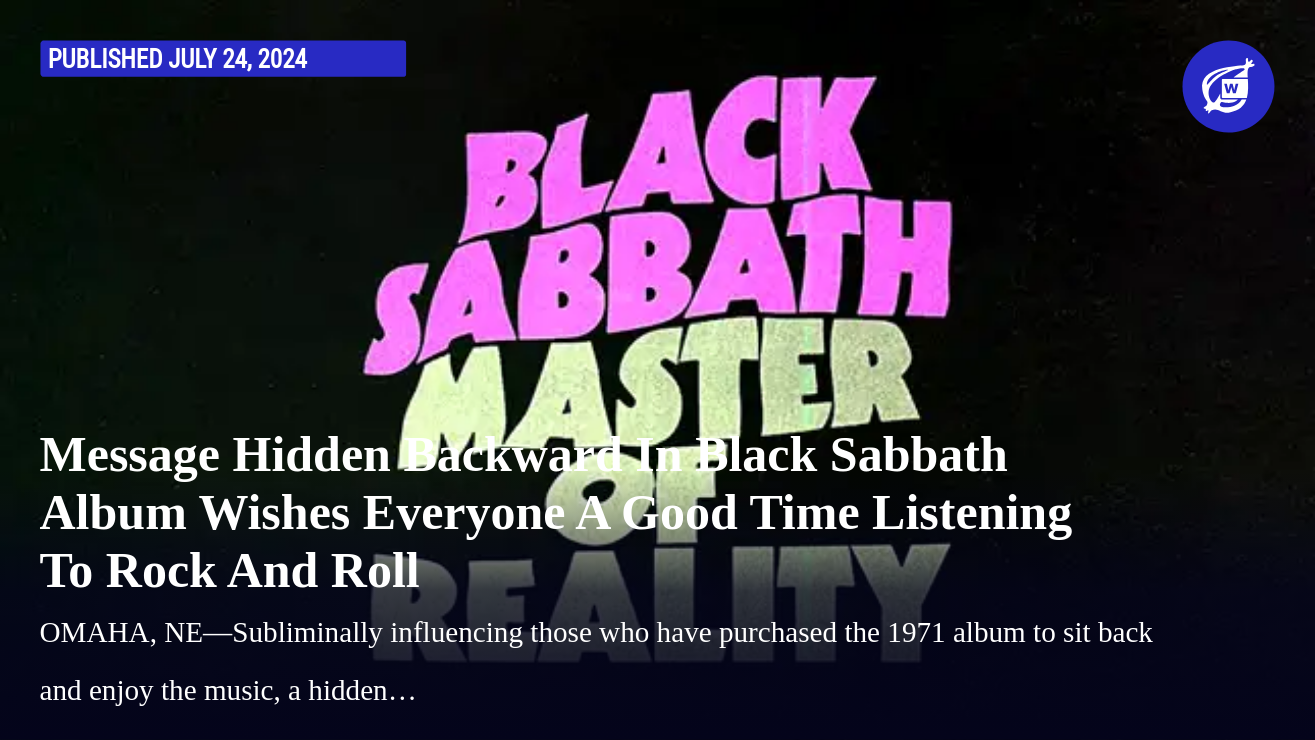 PUBLISHED JULY 24, 2024
W
BLACK
SABBATH
MASTER
OF
REALITY
Message Hidden Backward In Black Sabbath
Album Wishes Everyone A Good Time Listening
To Rock And Roll
OMAHA, NE—Subliminally influencing those who have purchased the 1971 album to sit back
and enjoy the music, a hidden…